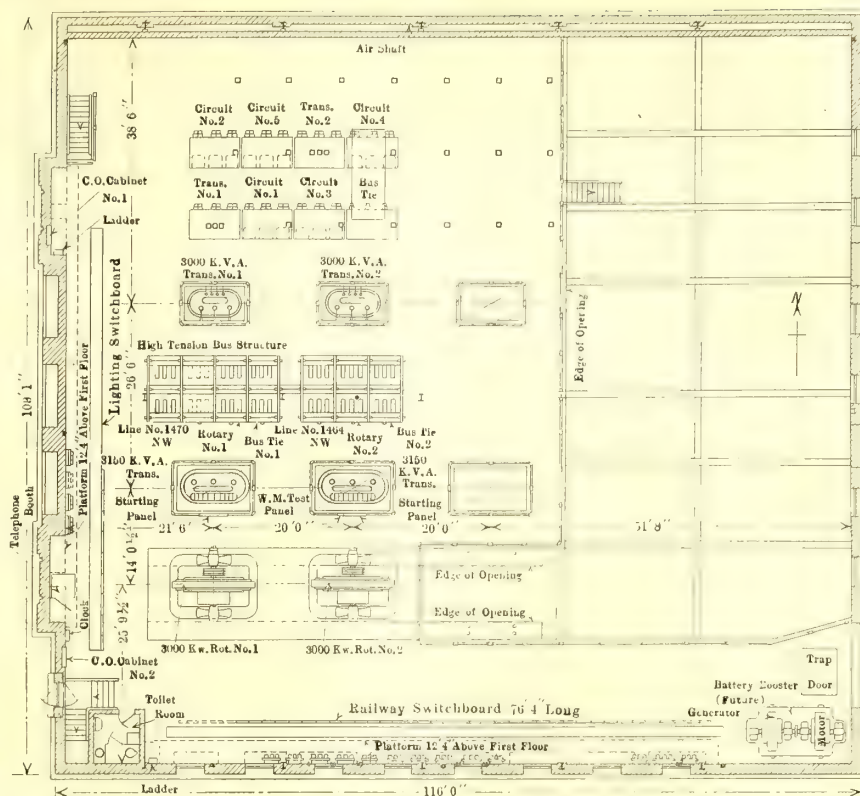 Air Shaft
38' 6''
Circuit No.2
Circuit No.5
Trans. No.2
Circuit No.4
C.O.Cabinet No.1
Ladder
Trans. No.1
Circuit No.1
Circuit No.3
Bus Tie
3000 K.V.A. Trans.No.1
3000 K.V.A. Trans.No.2
Edge of Opening
N
Lighting Switchboard
Platform 12.4 Above First Floor
26' 6''
High Tension Bus Structure
108' 1''
Line No.1470 NW
Rotary No.1
Bus Tie No.1
Line No.1464 NW
Rotary No.2
Bus Tie No.2
3150 K.V.A. Trans.
3150 K.V.A. Trans.
Starting Panel
W.M.Test Panel
Starting Panel
Telephone Booth
21' 6''
20' 0''
20' 0''
51' 8''
14' 0½''
Edge of Opening
Edge of Opening
Clock
25' 9¾''
3000 Kw.Rot.No.1
3000 Kw.Rot.No.2
C.O.Cabinet No.2
Trap Door
Toilet Room
Battery Booster (Future)
Generator
Motor
Railway Switchboard 76' 4'' Long
Platform 12 4 Above First Floor
Ladder
116' 0''